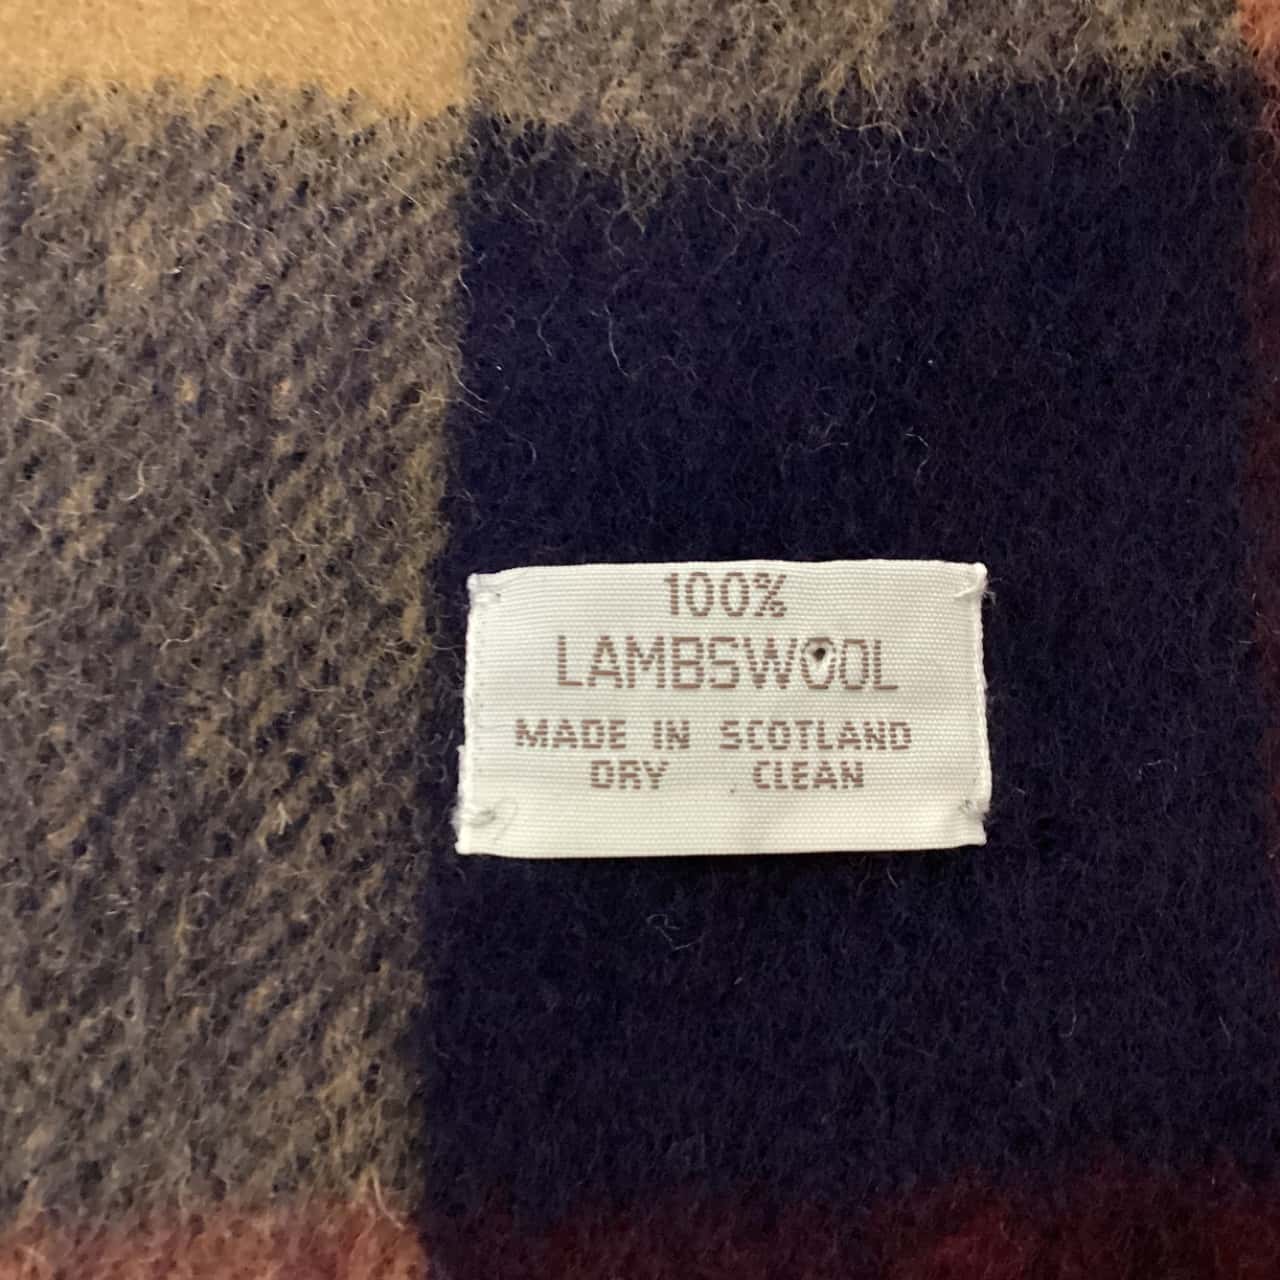 100%
LAMBSWOOL
MADE IN SCOTLAND
DRY CLEAN